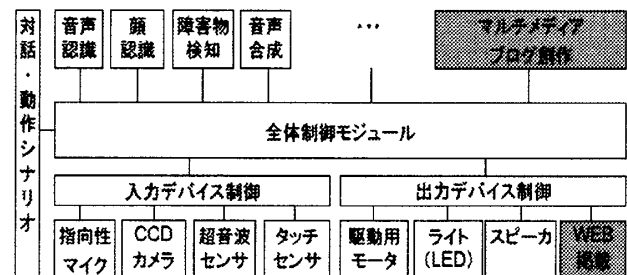 対話・動作シナリオ
音声
認識
顔
認識
障害物
検知
音声
合成
…
マルチメディア
ブログ創作
全体制御モジュール
入力デバイス制御
出力デバイス制御
指向性
マイク
CCD
カメラ
超音波
センサ
タッチ
センサ
駆動用
モータ
ライト
(LED)
スピーカ
WEB
掲載